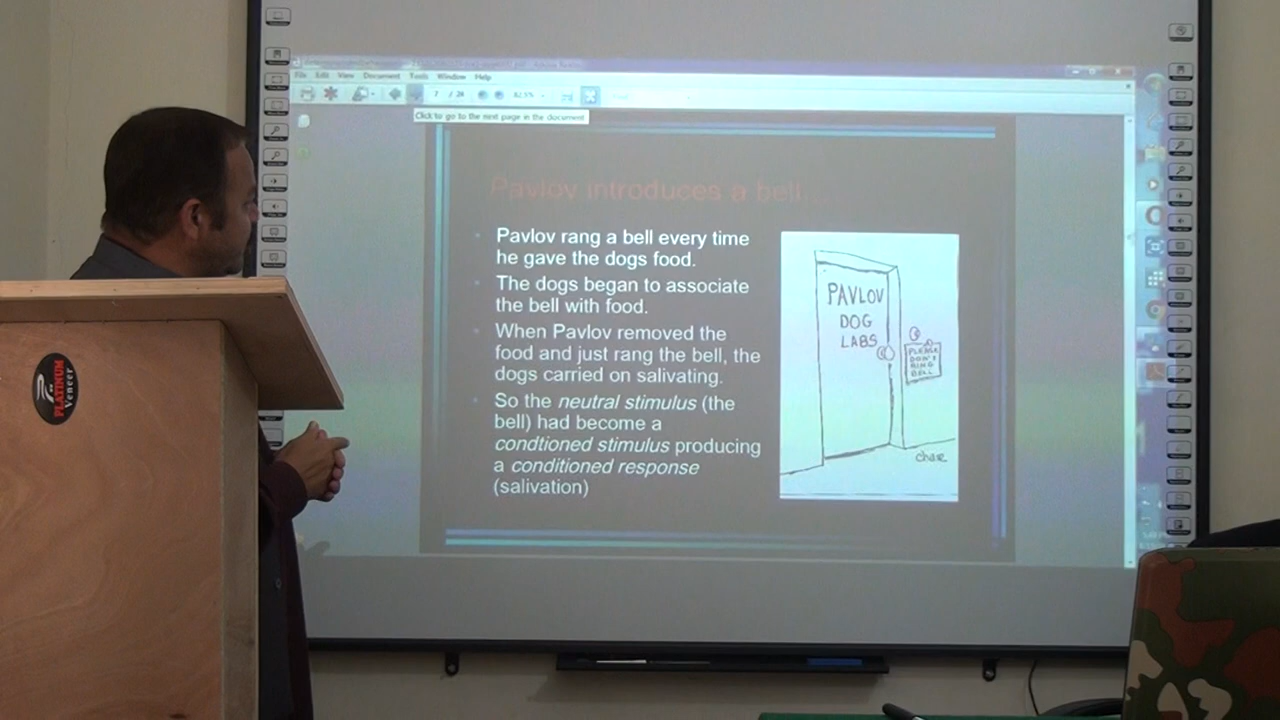 File Edit View Document Tools Window Help
7 / 24 82.5%
Click to go to the next page in the document
Pavlov introduces a bell...
Pavlov rang a bell every time
he gave the dogs food.
The dogs began to associate
the bell with food.
When Pavlov removed the
food and just rang the bell, the
dogs carried on salivating.
So the neutral stimulus (the
bell) had become a
condtioned stimulus producing
a conditioned response
(salivation)
PAVLOV
DOG
LABS
PLEASE
DON'T
RING
BELL
PLATINUM
Veneer